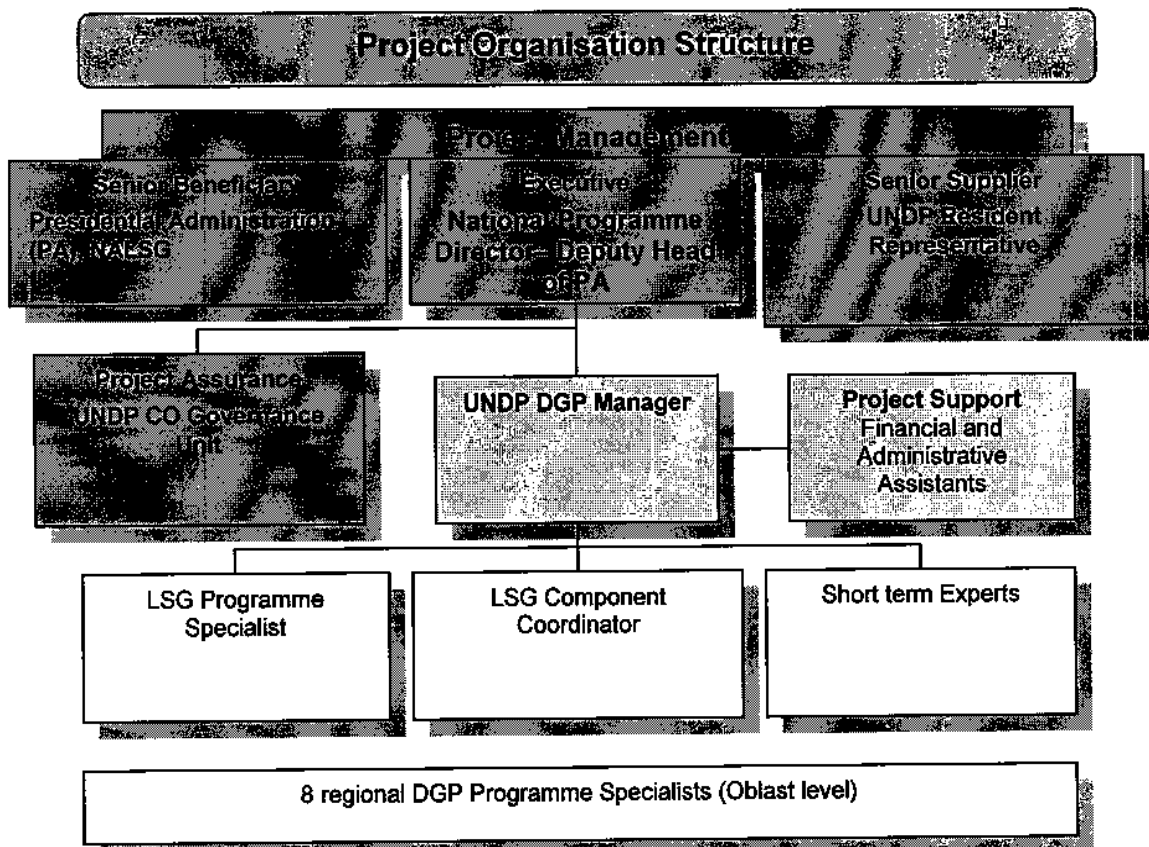 Project Organisation Structure
Project Management
Senior Beneficiary
Presidential Administration
(PA), NALSG
Executive
National Programme
Director – Deputy Head
of PA
Senior Supplier
UNDP Resident
Representative
Project Assurance
UNDP CO Governance
Unit
UNDP DGP Manager
Project Support
Financial and
Administrative
Assistants
LSG Programme
Specialist
LSG Component
Coordinator
Short term Experts
8 regional DGP Programme Specialists (Oblast level)